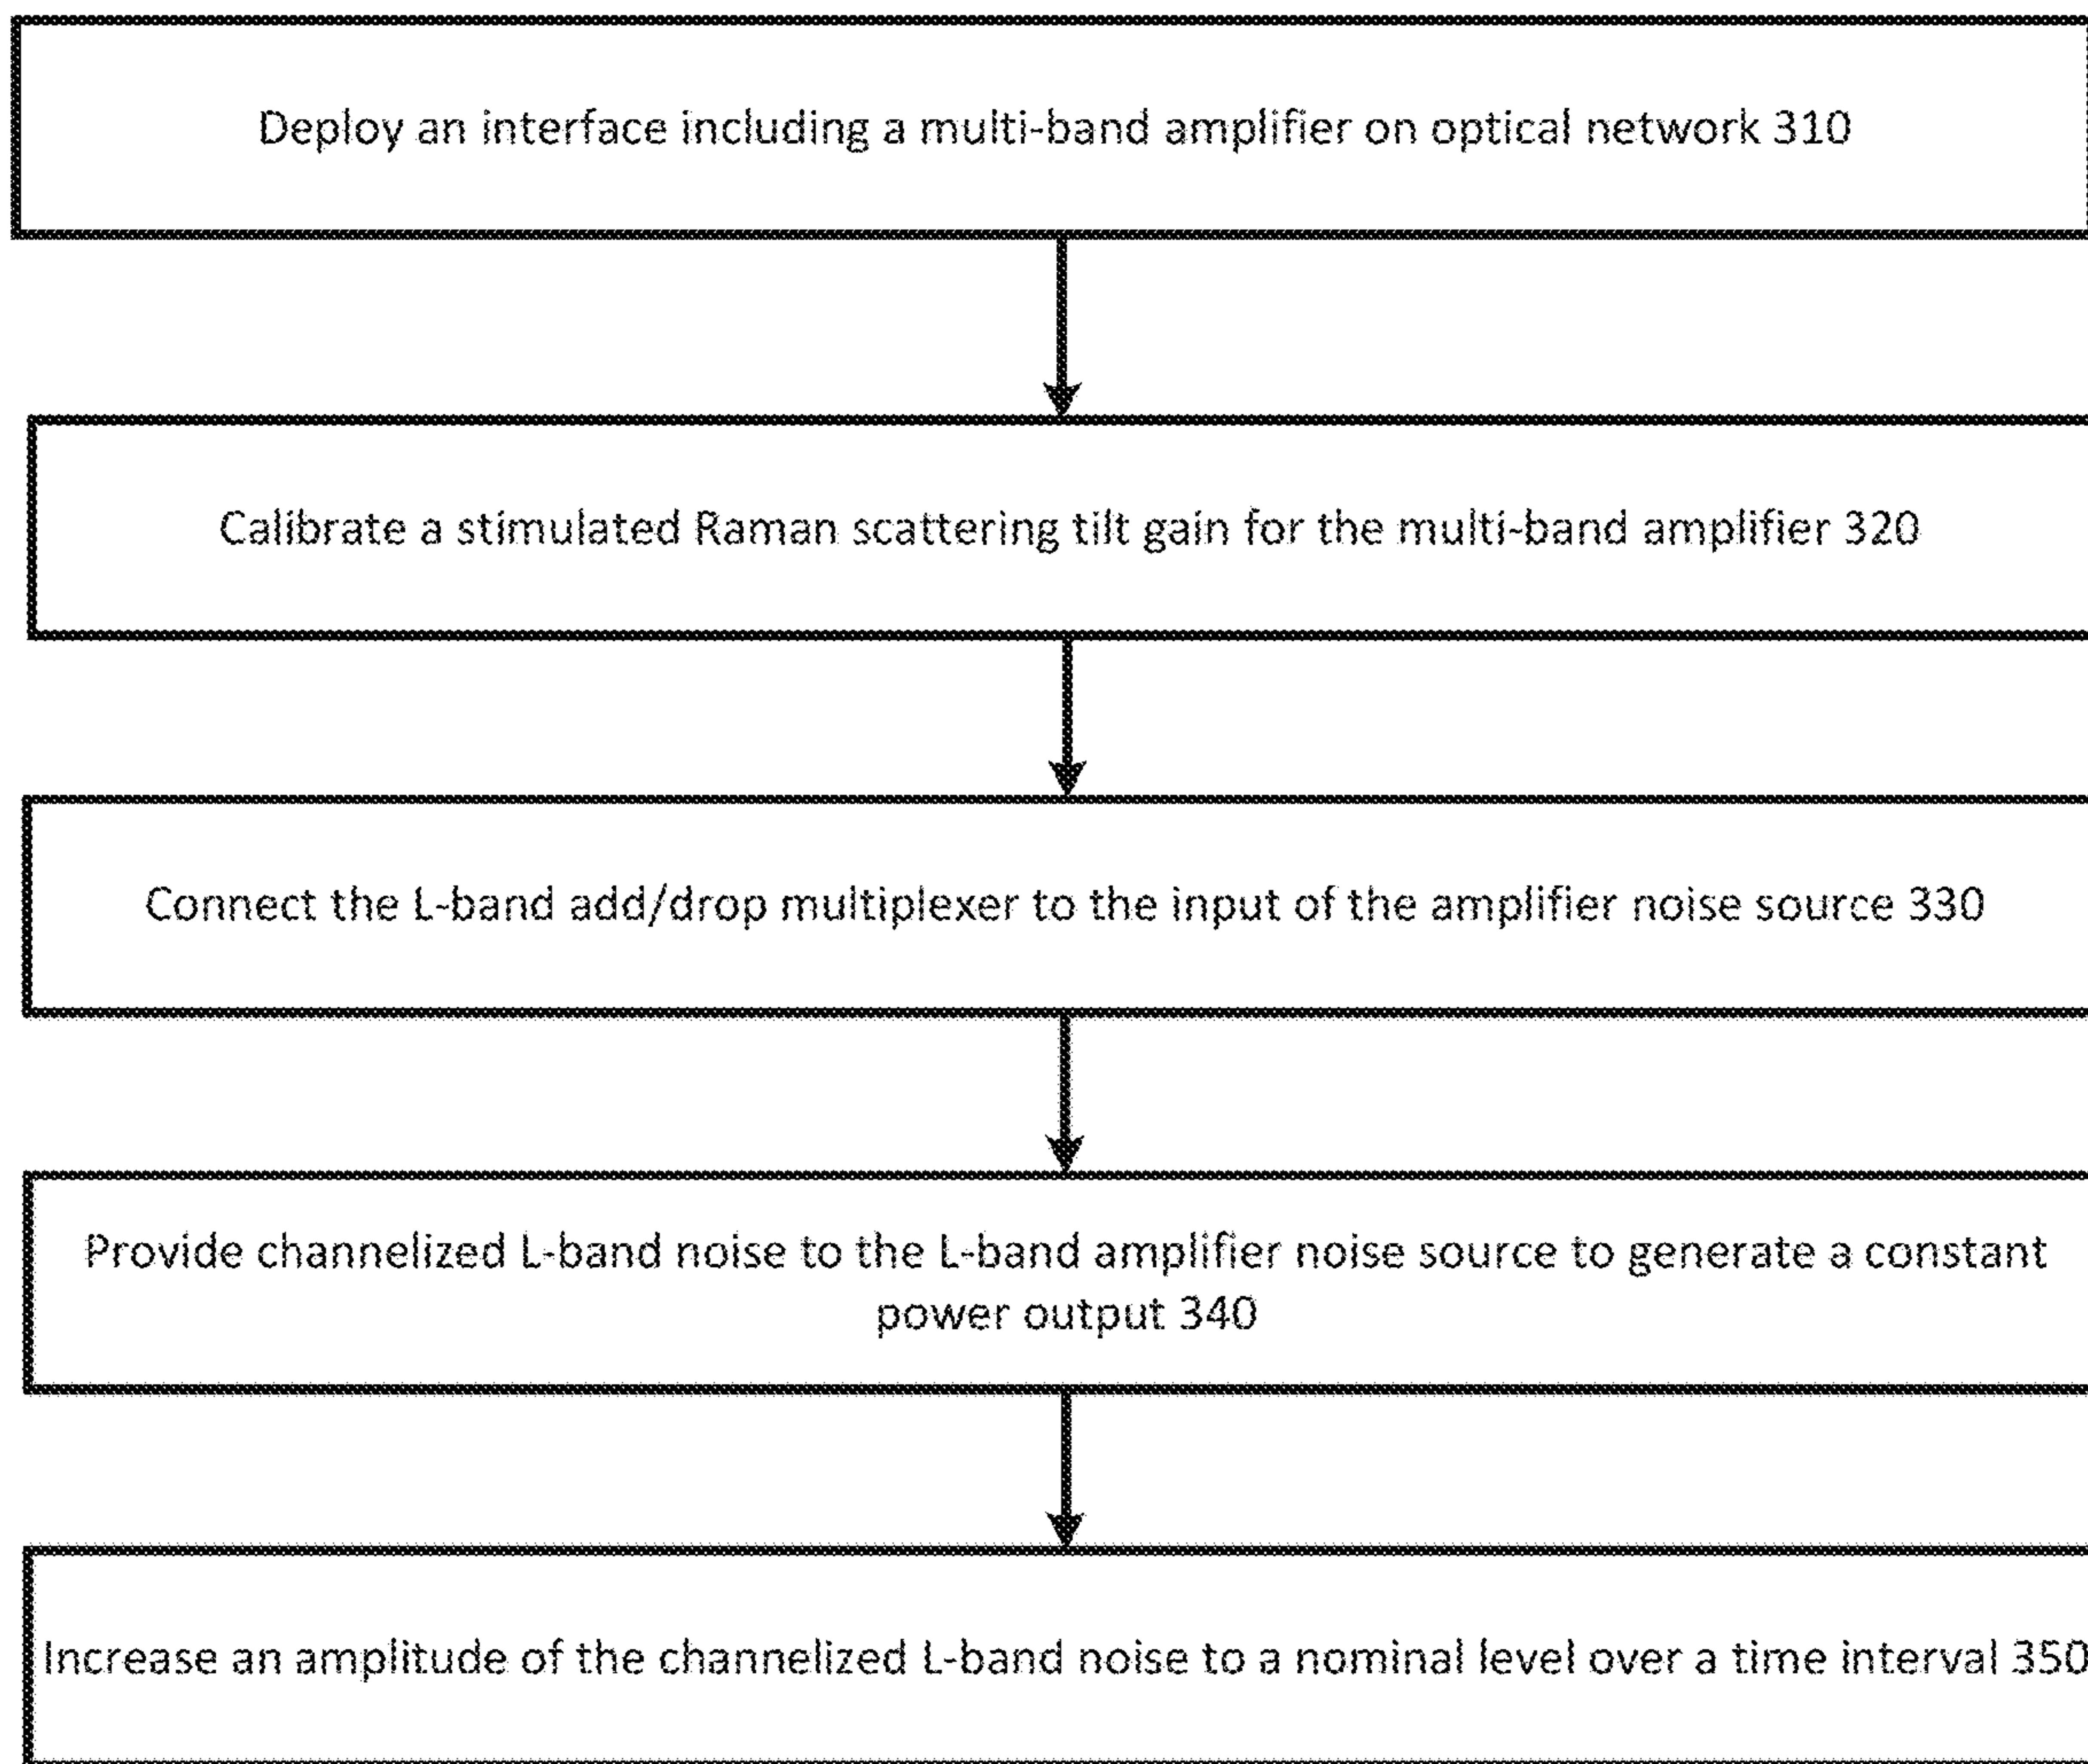 Deploy an interface including a multi-band amplifier on optical network 310
Calibrate a stimulated Raman scattering tilt gain for the multi-band amplifier 320
Connect the L-band add/drop multiplexer to the input of the amplifier noise source 330
Provide channelized L-band noise to the L-band amplifier noise source to generate a constant
power output 340
Increase an amplitude of the channelized L-band noise to a nominal level over a time interval 350